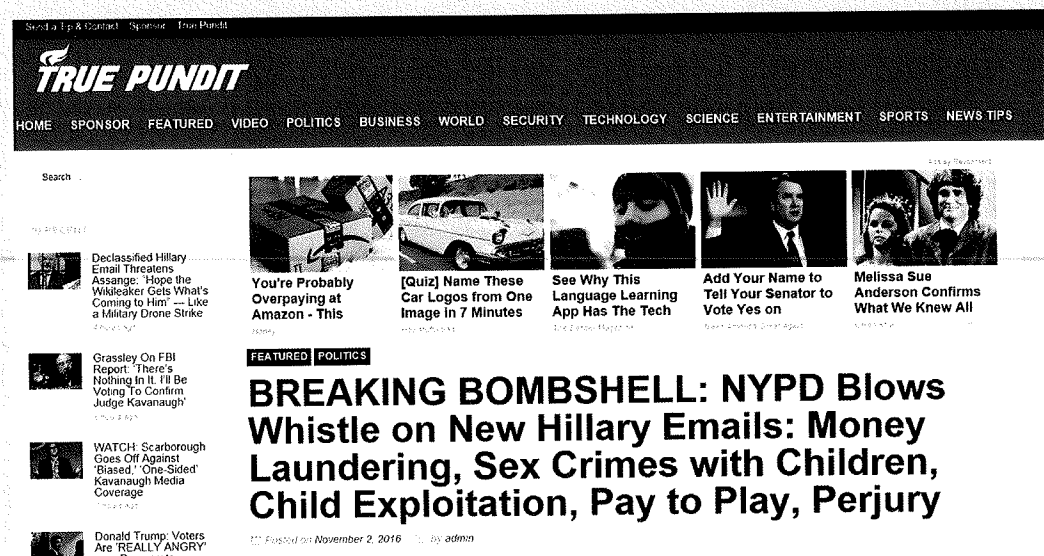 Send a Tip & Contact Sponsor True Pundit
TRUE PUNDIT
HOME SPONSOR FEATURED VIDEO POLITICS BUSINESS WORLD SECURITY TECHNOLOGY SCIENCE ENTERTAINMENT SPORTS NEWS TIPS
Search
Declassified Hillary
Email Threatens
Assange: 'Hope the
Wikileaker Gets What's
Coming to Him' — Like
a Military Drone Strike
Grassley On FBI
Report: 'There's
Nothing In It. I'll Be
Voting To Confirm
Judge Kavanaugh'
WATCH: Scarborough
Goes Off Against
'Biased,' 'One-Sided'
Kavanaugh Media
Coverage
Donald Trump: Voters
Are 'REALLY ANGRY'
You're Probably
Overpaying at
Amazon - This
[Quiz] Name These
Car Logos from One
Image in 7 Minutes
See Why This
Language Learning
App Has The Tech
Add Your Name to
Tell Your Senator to
Vote Yes on
Melissa Sue
Anderson Confirms
What We Knew All
FEATURED POLITICS
BREAKING BOMBSHELL: NYPD Blows
Whistle on New Hillary Emails: Money
Laundering, Sex Crimes with Children,
Child Exploitation, Pay to Play, Perjury
Posted on November 2, 2016 by admin